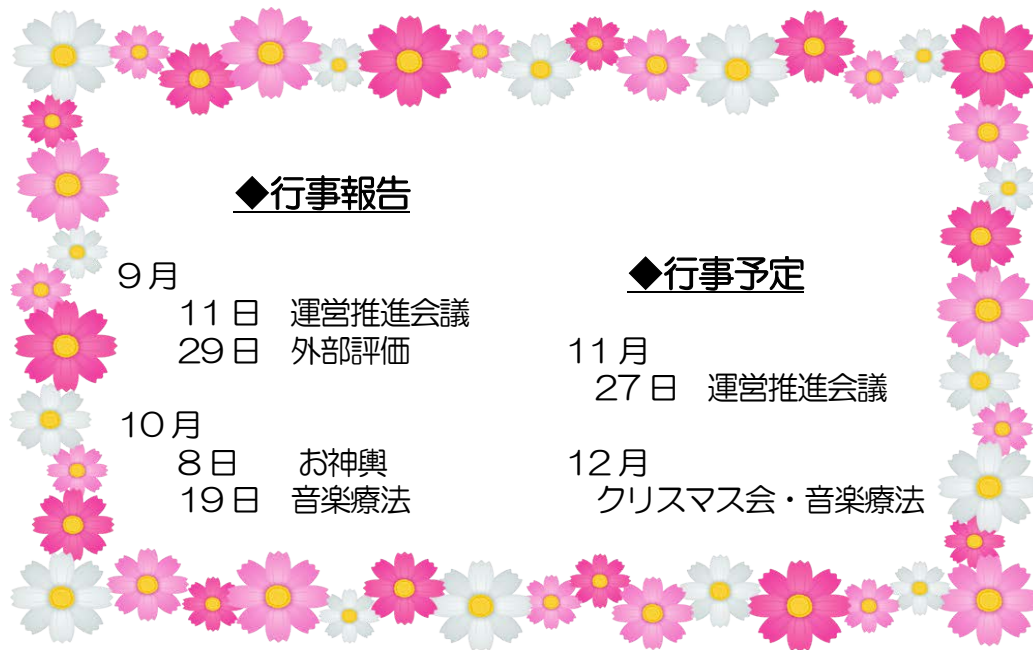 ◆行事報告
9月
11日 運営推進会議
29日 外部評価
10月
8日 お神輿
19日 音楽療法
◆行事予定
11月
27日 運営推進会議
12月
クリスマス会・音楽療法